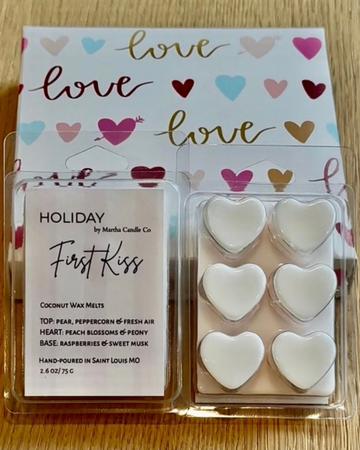 love
love
love
love
HOLIDAY
by Martha Candle Co
First Kiss
Coconut Wax Melts
TOP: PEAR, PEPPERCORN & FRESH AIR
HEART: PEACH BLOSSOMS & PEONY
BASE: RASPBERRIES & SWEET MUSK
Hand-poured in Saint Louis MO
2.6 OZ/ 75 G